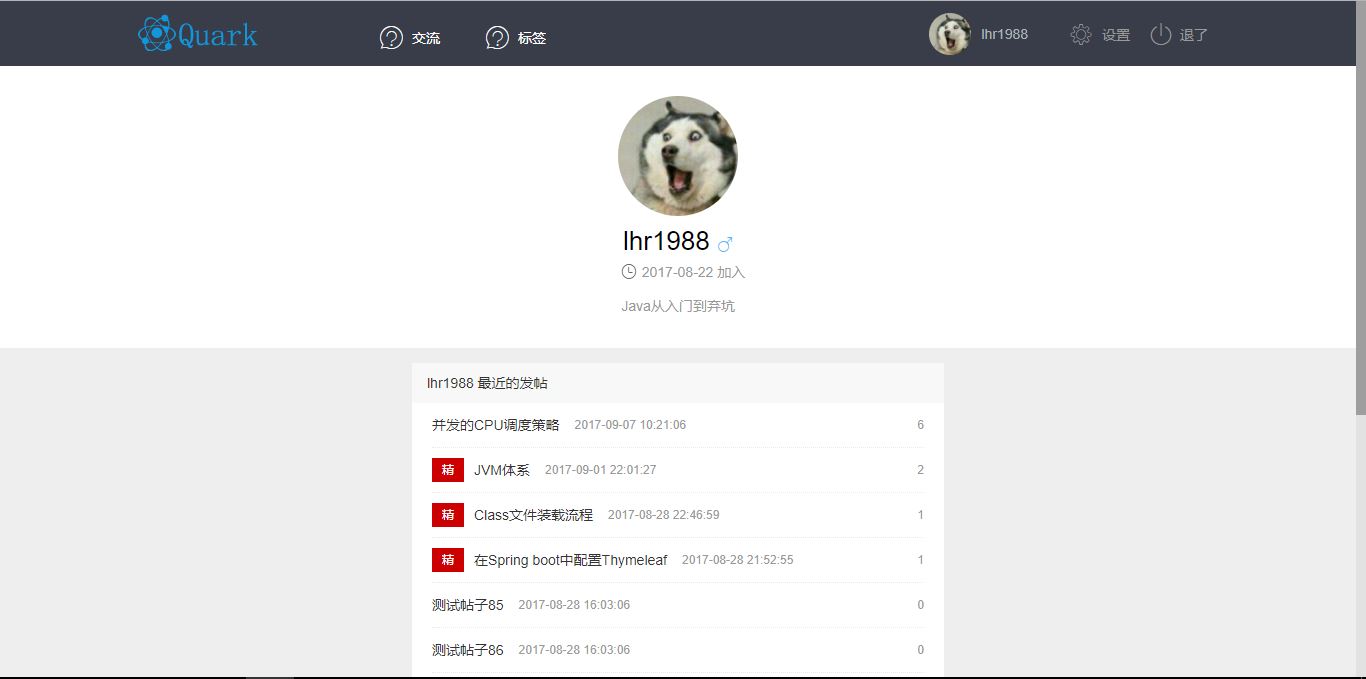 Quark 交流 标签 lhr1988 设置 退了
lhr1988
2017-08-22 加入
Java从入门到弃坑
lhr1988 最近的发帖
并发的CPU调度策略 2017-09-07 10:21:06 6
精 JVM体系 2017-09-01 22:01:27 2
精 Class文件装载流程 2017-08-28 22:46:59 1
精 在Spring boot中配置Thymeleaf 2017-08-28 21:52:55 1
测试帖子85 2017-08-28 16:03:06 0
测试帖子86 2017-08-28 16:03:06 0